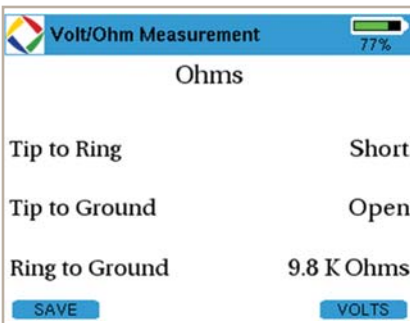 Volt/Ohm Measurement
77%
Ohms
Tip to Ring Short
Tip to Ground Open
Ring to Ground 9.8 K Ohms
SAVE VOLTS